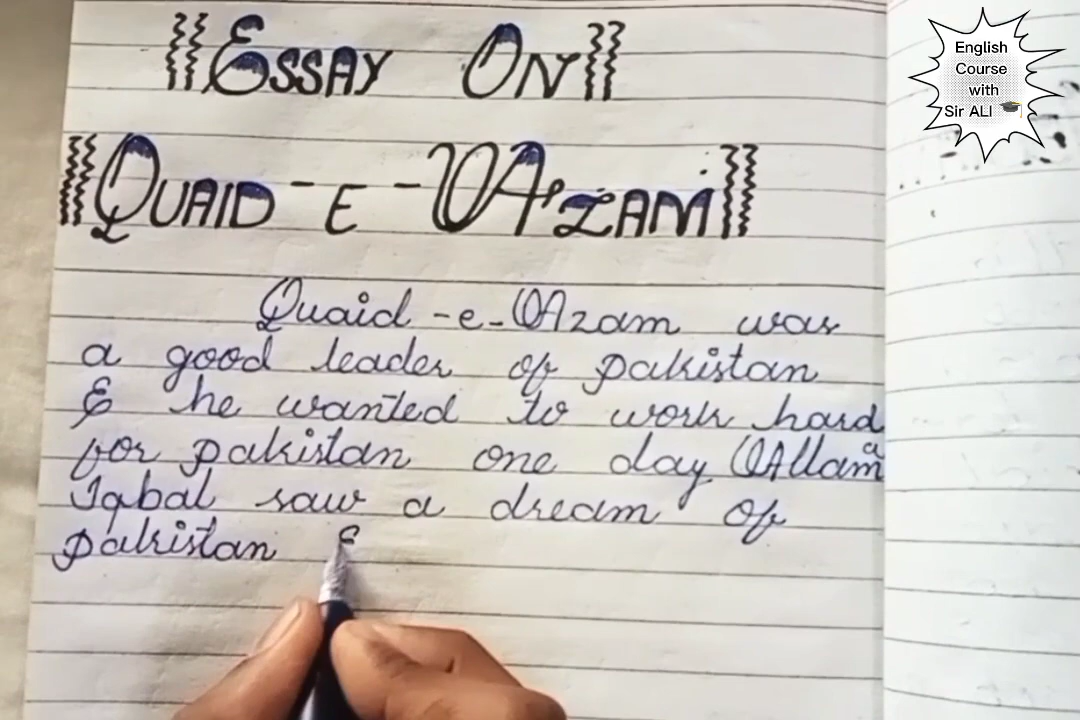 Essay On
Quaid-e-Azam
Quaid-e-Azam was
a good leader of pakistan
& he wanted to work hard
for pakistan one day Allama
Iqbal saw a dream of
pakistan &
English
Course
with
Sir ALI